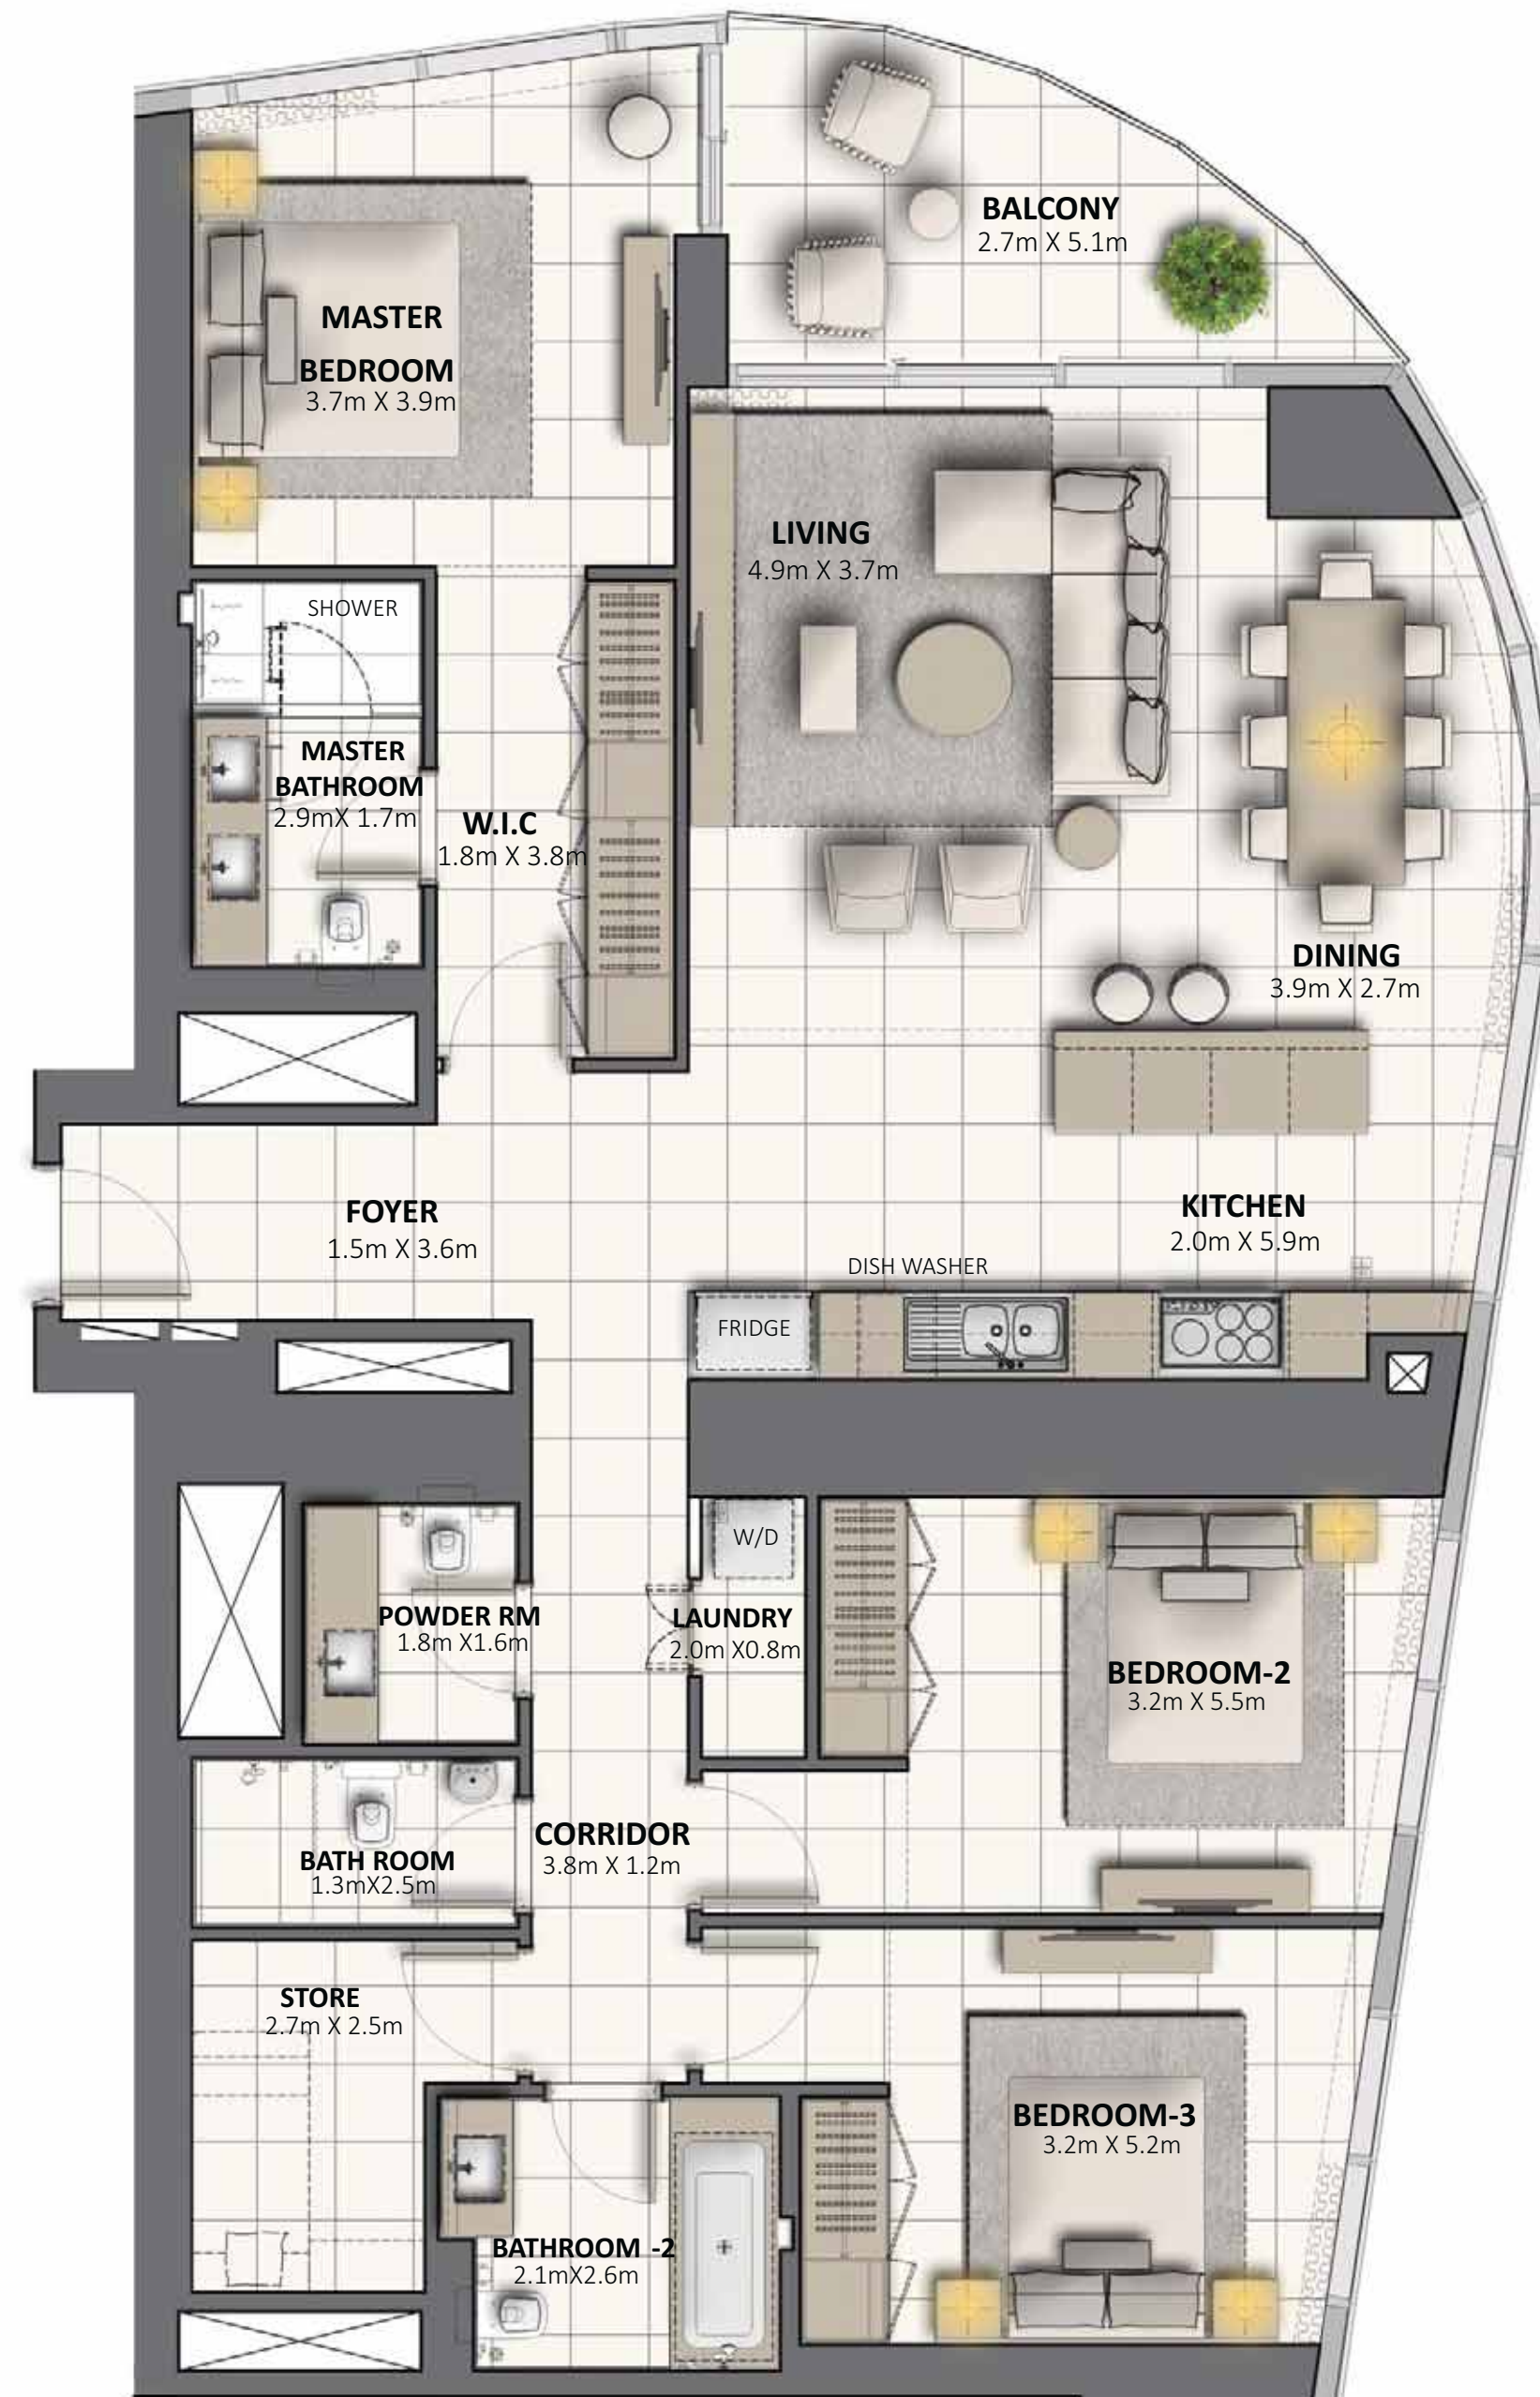 BALCONY
2.7m X 5.1m
MASTER
BEDROOM
3.7m X 3.9m
LIVING
4.9m X 3.7m
SHOWER
MASTER
BATHROOM
2.9mX 1.7m
W.I.C
1.8m X 3.8m
DINING
3.9m X 2.7m
FOYER
1.5m X 3.6m
KITCHEN
2.0m X 5.9m
DISH WASHER
FRIDGE
W/D
POWDER RM
1.8m X1.6m
LAUNDRY
2.0m X0.8m
BEDROOM-2
3.2m X 5.5m
CORRIDOR
3.8m X 1.2m
BATH ROOM
1.3mX2.5m
STORE
2.7m X 2.5m
BEDROOM-3
3.2m X 5.2m
BATHROOM -2
2.1mX2.6m